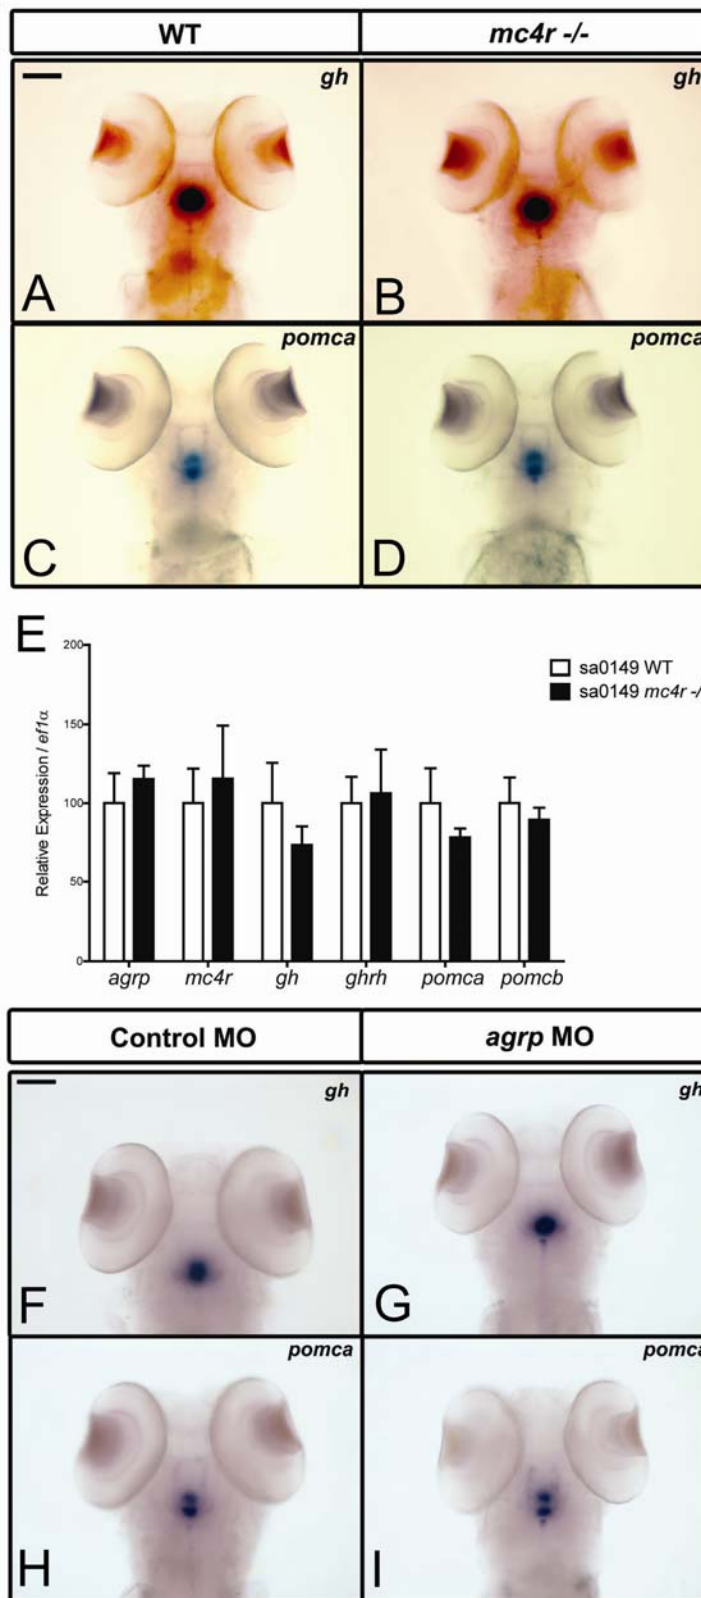 WT
mc4r -/-
gh
gh
A
B
pomca
pomca
C
D
E
200
150
100
50
0
Relative Expression / ef1α
sa0149 WT
sa0149 mc4r -/
agrp mc4r gh ghrh pomca pomcb
Control MO
agrp MO
gh
gh
F
G
pomca
pomca
H
I